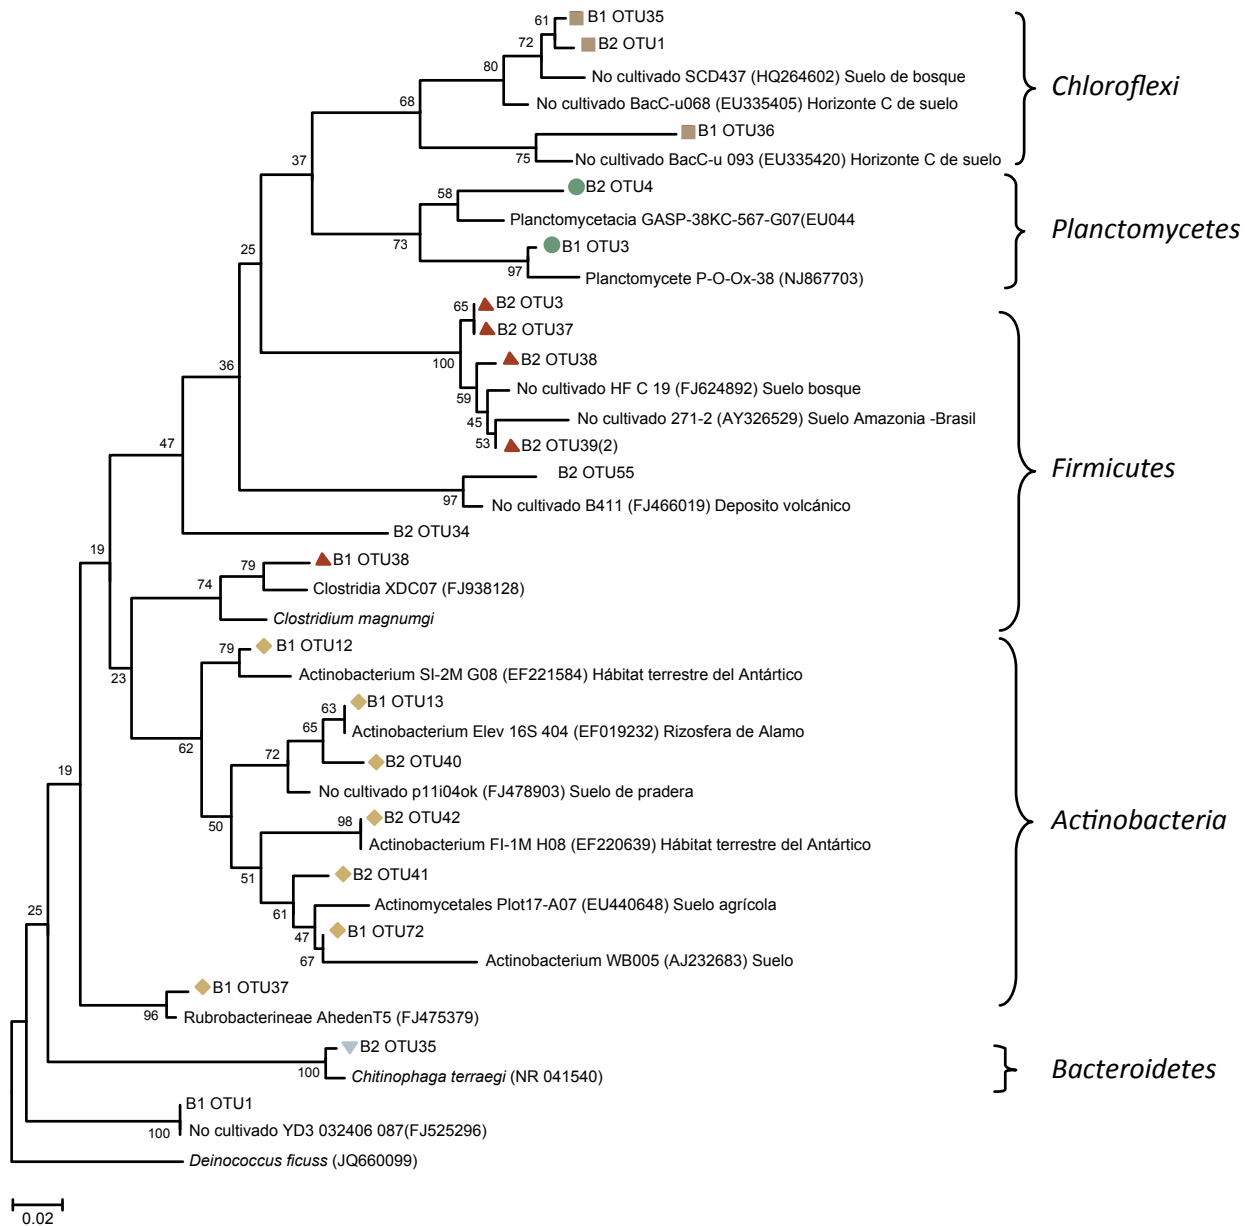 61
B1 OTU35
72
B2 OTU1
80
No cultivado SCD437 (HQ264602) Suelo de bosque
Chloroflexi
68
No cultivado BacC-u068 (EU335405) Horizonte C de suelo
B1 OTU36
37
75
No cultivado BacC-u 093 (EU335420) Horizonte C de suelo
58
B2 OTU4
Planctomycetacia GASP-38KC-567-G07(EU044
Planctomycetes
73
25
B1 OTU3
97
Planctomycete P-O-Ox-38 (NJ867703)
65
B2 OTU3
B2 OTU37
100
B2 OTU38
36
59
No cultivado HF C 19 (FJ624892) Suelo bosque
45
No cultivado 271-2 (AY326529) Suelo Amazonia -Brasil
53
B2 OTU39(2)
47
Firmicutes
B2 OTU55
97
No cultivado B411 (FJ466019) Deposito volcánico
B2 OTU34
19
79
B1 OTU38
74
Clostridia XDC07 (FJ938128)
Clostridium magnumgi
23
79
B1 OTU12
Actinobacterium SI-2M G08 (EF221584) Hábitat terrestre del Antártico
62
63
B1 OTU13
65
Actinobacterium Elev 16S 404 (EF019232) Rizosfera de Alamo
72
B2 OTU40
19
No cultivado p11i04ok (FJ478903) Suelo de pradera
50
98
B2 OTU42
Actinobacteria
Actinobacterium FI-1M H08 (EF220639) Hábitat terrestre del Antártico
51
B2 OTU41
61
Actinomycetales Plot17-A07 (EU440648) Suelo agrícola
25
47
B1 OTU72
67
Actinobacterium WB005 (AJ232683) Suelo
B1 OTU37
96
Rubrobacterineae AhedenT5 (FJ475379)
B2 OTU35
100
Chitinophaga terraegi (NR 041540)
Bacteroidetes
B1 OTU1
100
No cultivado YD3 032406 087(FJ525296)
Deinococcus ficuss (JQ660099)
0.02